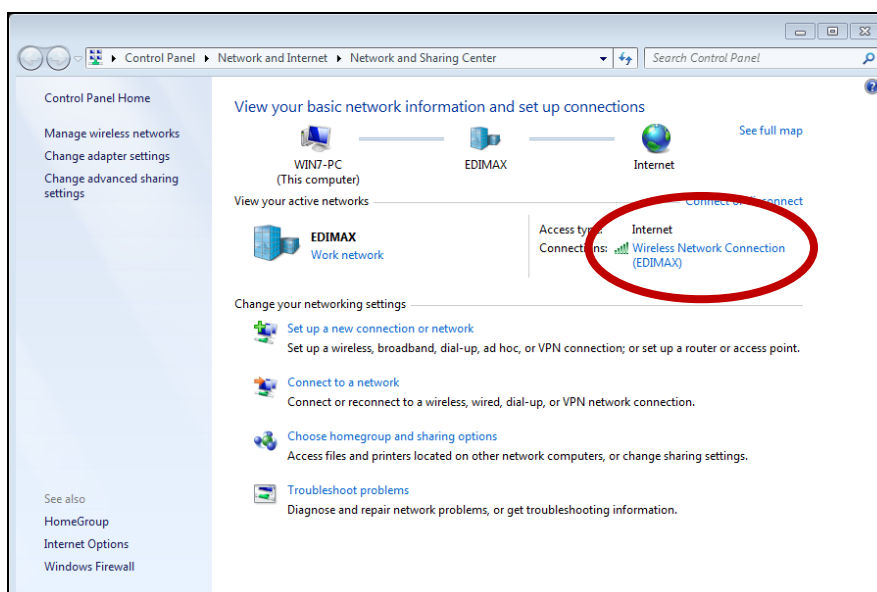 Control Panel Network and Internet Network and Sharing Center Search Control Panel
Control Panel Home
Manage wireless networks
Change adapter settings
Change advanced sharing
settings
View your basic network information and set up connections
See full map
WIN7-PC EDIMAX Internet
(This computer)
View your active networks Connect or disconnect
EDIMAX
Work network
Access type: Internet
Connections: Wireless Network Connection
(EDIMAX)
Change your networking settings
Set up a new connection or network
Set up a wireless, broadband, dial-up, ad hoc, or VPN connection; or set up a router or access point.
Connect to a network
Connect or reconnect to a wireless, wired, dial-up, or VPN network connection.
Choose homegroup and sharing options
Access files and printers located on other network computers, or change sharing settings.
Troubleshoot problems
Diagnose and repair network problems, or get troubleshooting information.
See also
HomeGroup
Internet Options
Windows Firewall